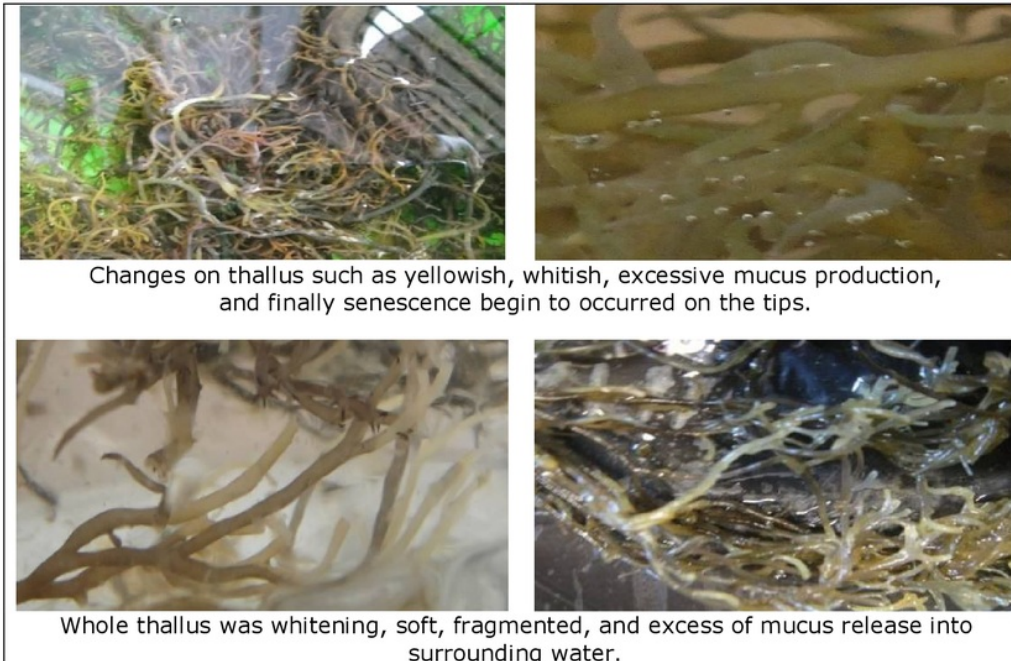 Changes on thallus such as yellowish, whitish, excessive mucus production,
and finally senescence begin to occurred on the tips.
Whole thallus was whitening, soft, fragmented, and excess of mucus release into
surrounding water.